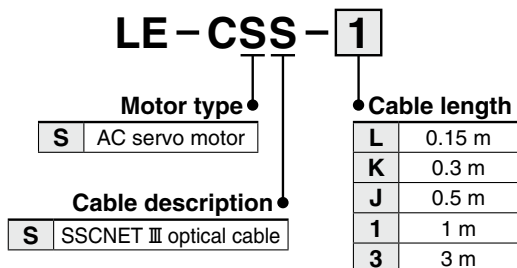 LE – CSS – 1
Motor type
S AC servo motor
Cable description
S SSCNET Ⅲ optical cable
Cable length
L 0.15 m
K 0.3 m
J 0.5 m
1 1 m
3 3 m